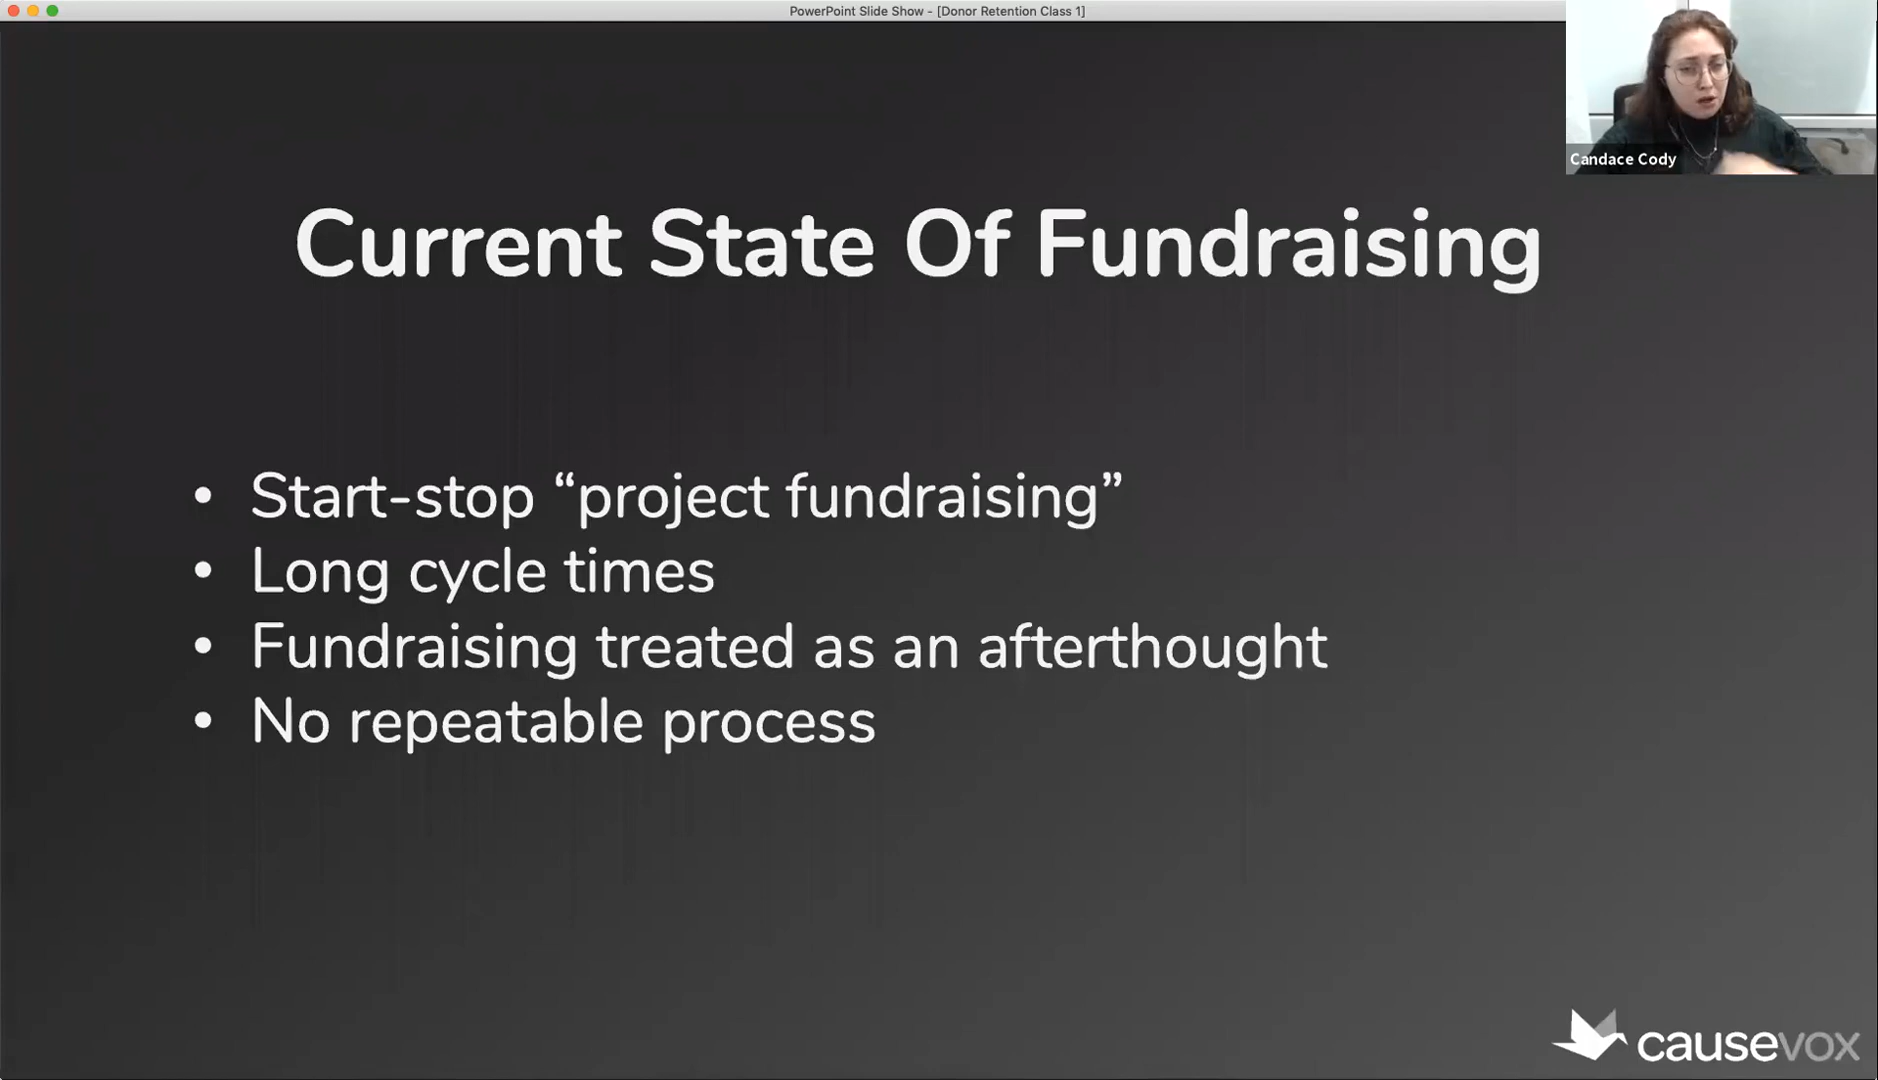 PowerPoint Slide Show - [Donor Retention Class 1]
Candace Cody
Current State Of Fundraising
• Start-stop “project fundraising”
• Long cycle times
• Fundraising treated as an afterthought
• No repeatable process
causevox